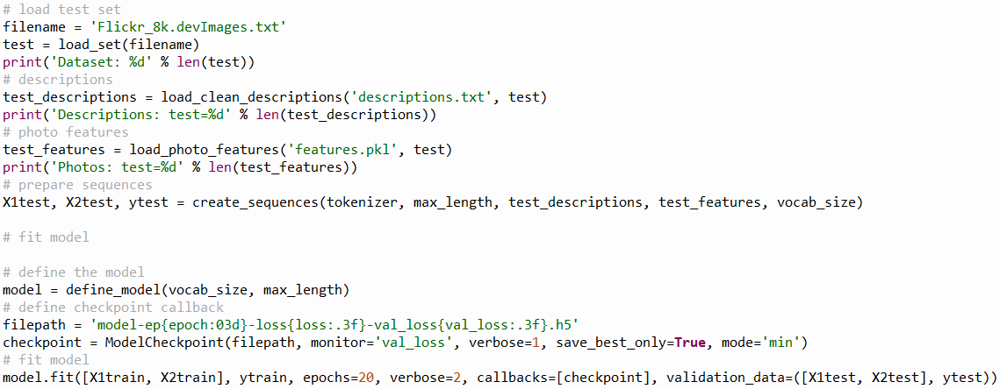 # load test set
filename = 'Flickr_8k.devImages.txt'
test = load_set(filename)
print('Dataset: %d' % len(test))
# descriptions
test_descriptions = load_clean_descriptions('descriptions.txt', test)
print('Descriptions: test=%d' % len(test_descriptions))
# photo features
test_features = load_photo_features('features.pkl', test)
print('Photos: test=%d' % len(test_features))
# prepare sequences
X1test, X2test, ytest = create_sequences(tokenizer, max_length, test_descriptions, test_features, vocab_size)
# fit model
# define the model
model = define_model(vocab_size, max_length)
# define checkpoint callback
filepath = 'model-ep{epoch:03d}-loss{loss:.3f}-val_loss{val_loss:.3f}.h5'
checkpoint = ModelCheckpoint(filepath, monitor='val_loss', verbose=1, save_best_only=True, mode='min')
# fit model
model.fit([X1train, X2train], ytrain, epochs=20, verbose=2, callbacks=[checkpoint], validation_data=([X1test, X2test], ytest))